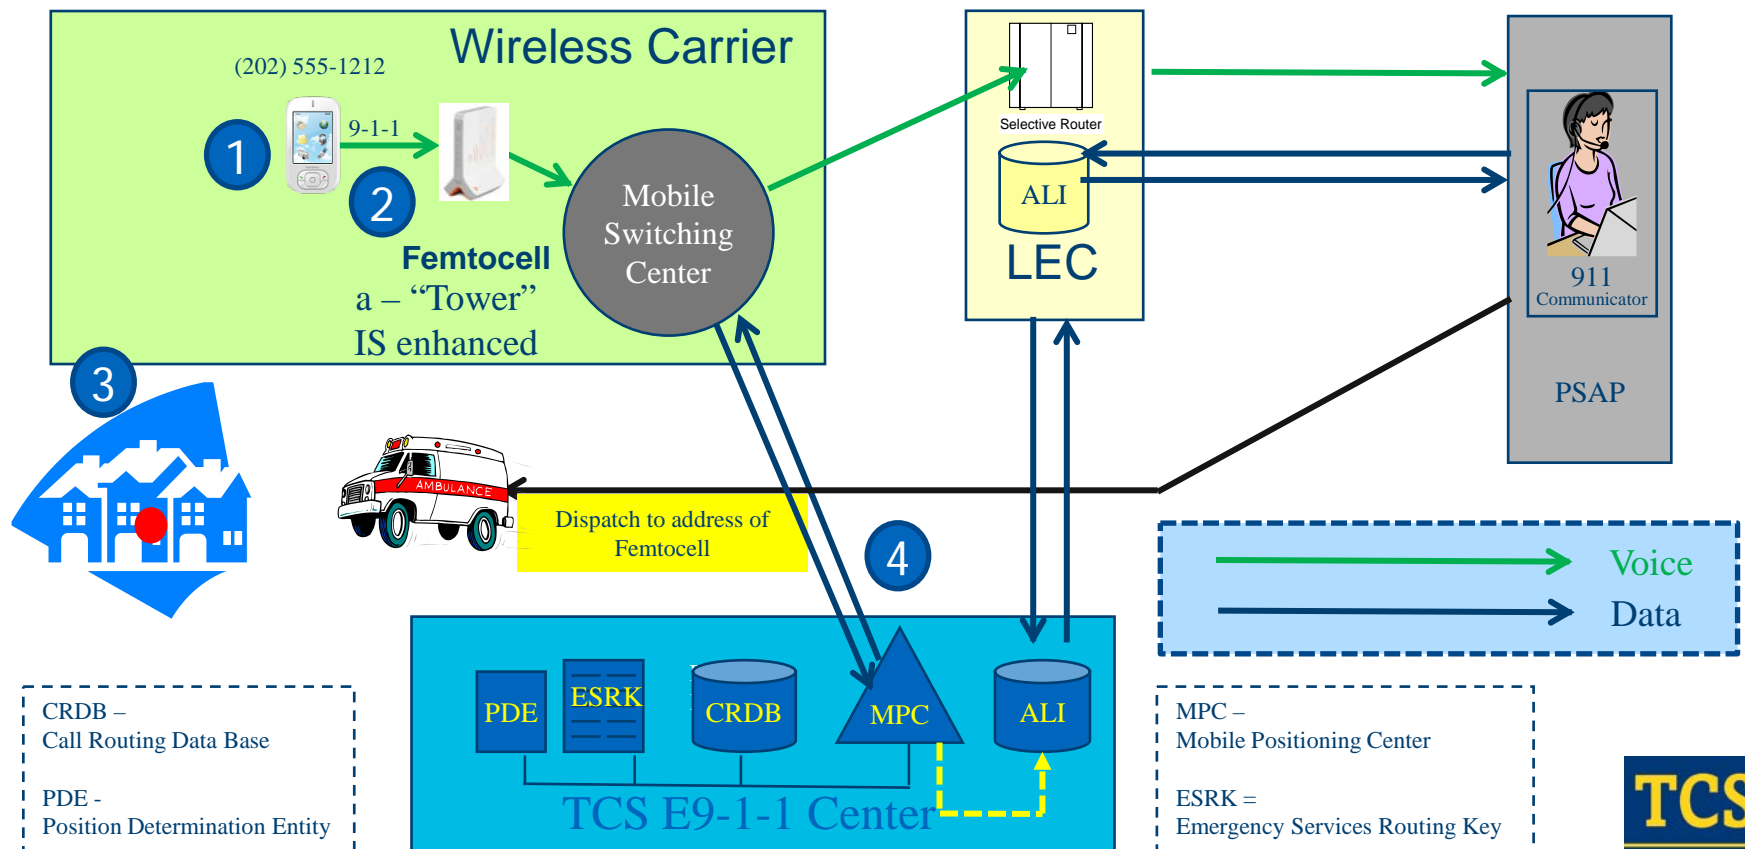 Wireless Carrier
(202) 555-1212
9-1-1
1
2
Femtocell
a – “Tower”
IS enhanced
Mobile
Switching
Center
Selective Router
ALI
LEC
911
Communicator
PSAP
3
AMBULANCE
Dispatch to address of
Femtocell
4
Voice
Data
PDE
ESRK
CRDB
MPC
ALI
TCS E9-1-1 Center
CRDB –
Call Routing Data Base
PDE -
Position Determination Entity
MPC –
Mobile Positioning Center
ESRK =
Emergency Services Routing Key
TCS